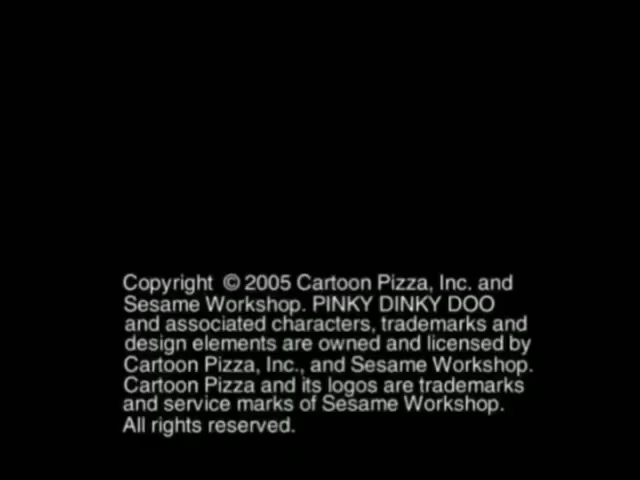 Copyright © 2005 Cartoon Pizza, Inc. and
Sesame Workshop. PINKY DINKY DOO
and associated characters, trademarks and
design elements are owned and licensed by
Cartoon Pizza, Inc., and Sesame Workshop.
Cartoon Pizza and its logos are trademarks
and service marks of Sesame Workshop.
All rights reserved.